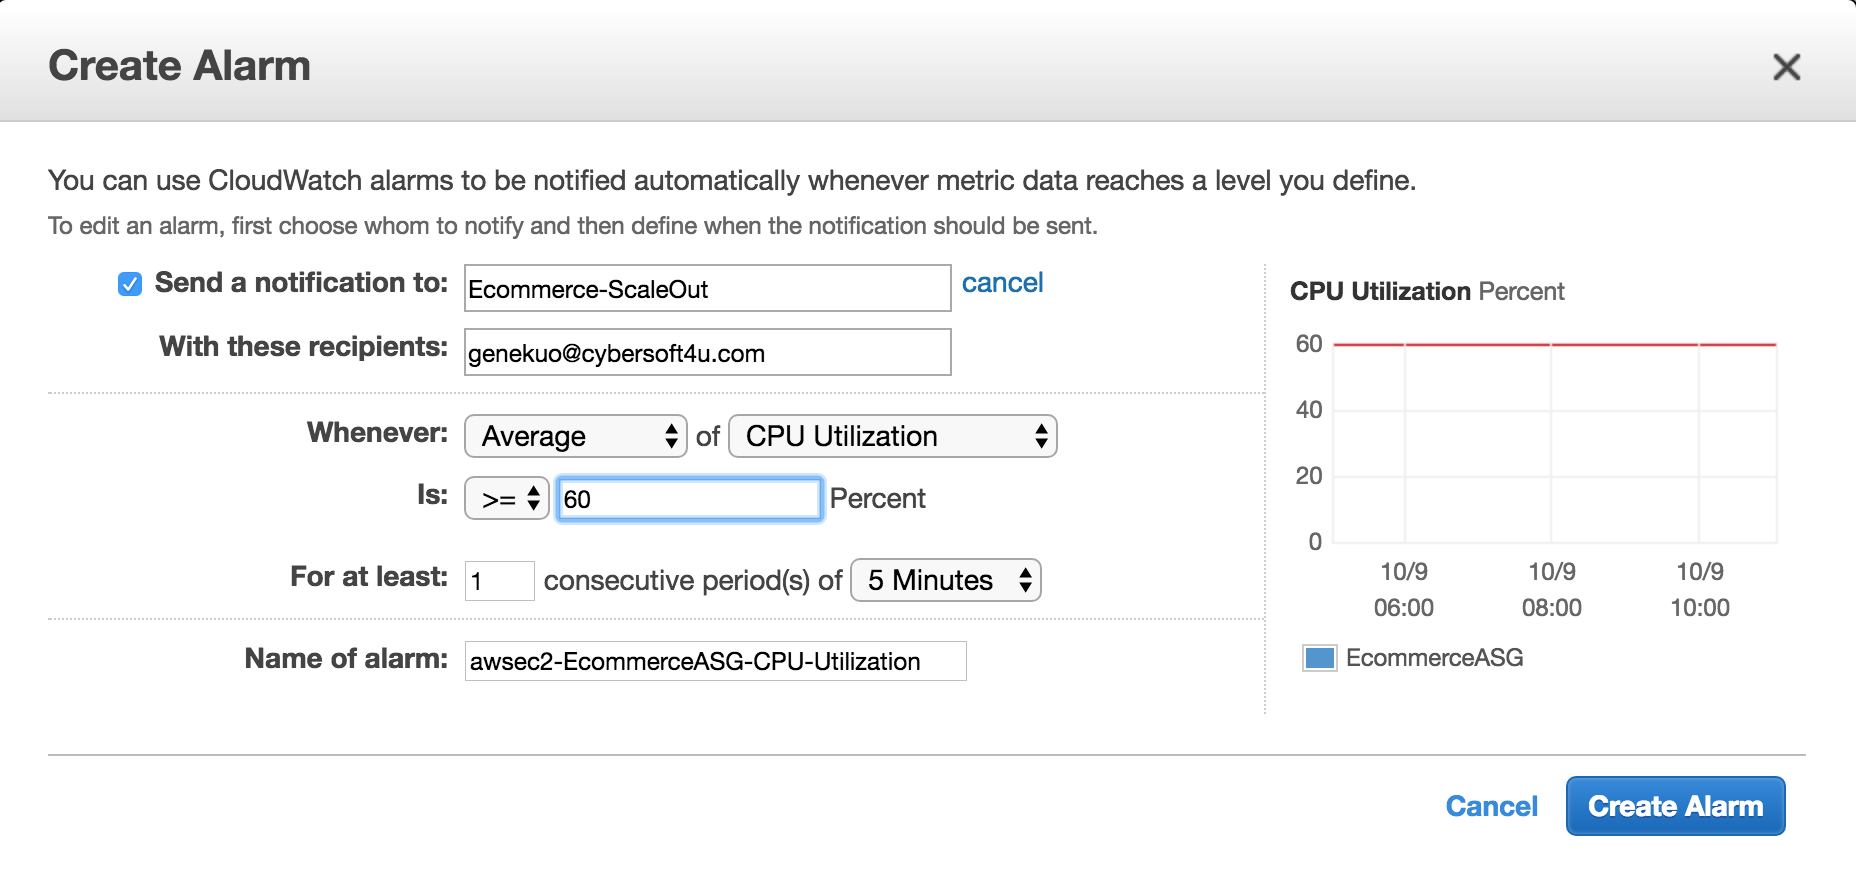 Create Alarm
You can use CloudWatch alarms to be notified automatically whenever metric data reaches a level you define.
To edit an alarm, first choose whom to notify and then define when the notification should be sent.
Send a notification to: Ecommerce-ScaleOut cancel
With these recipients: genekuo@cybersoft4u.com
Whenever: Average of CPU Utilization
Is: >= 60 Percent
For at least: 1 consecutive period(s) of 5 Minutes
Name of alarm: awsec2-EcommerceASG-CPU-Utilization
CPU Utilization Percent
60
40
20
0
10/9 10/9 10/9
06:00 08:00 10:00
EcommerceASG
Cancel Create Alarm